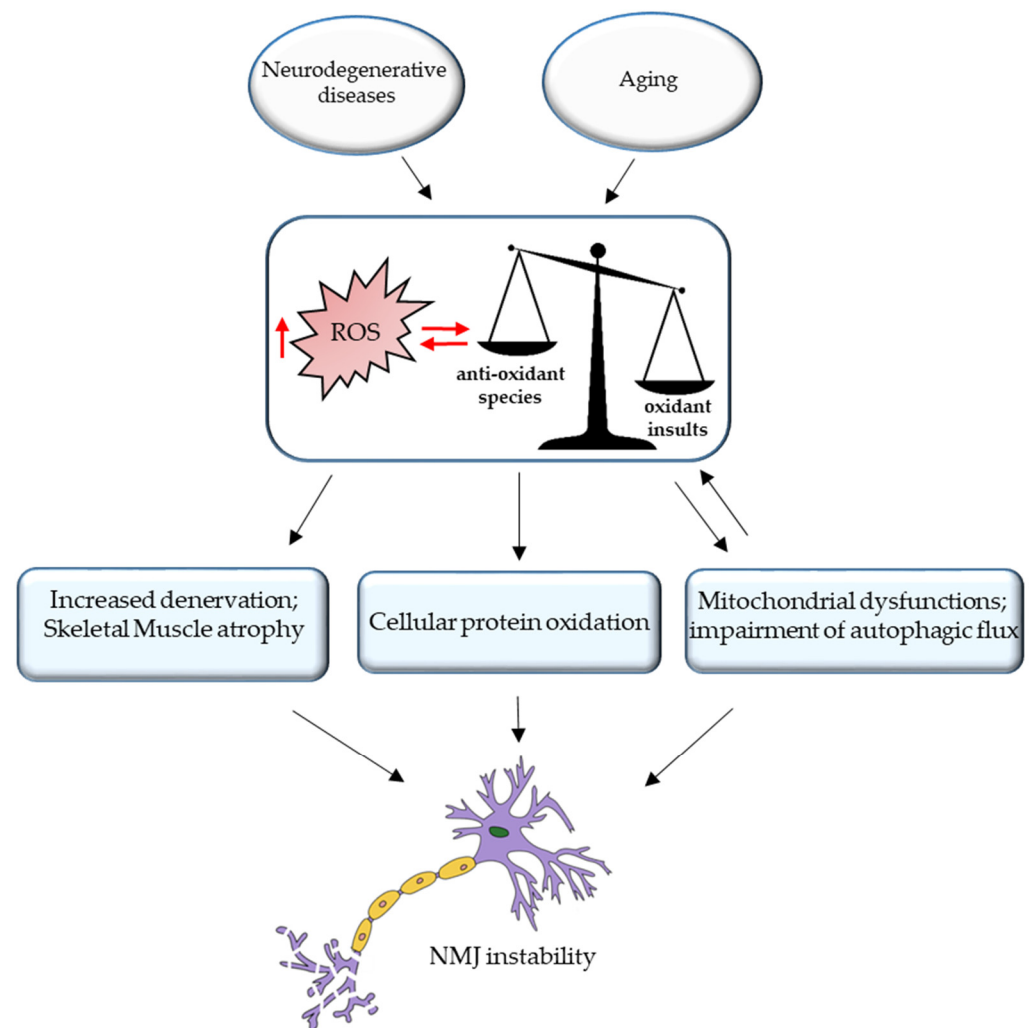 Neurodegenerative
diseases
Aging
ROS
anti-oxidant
species
oxidant
insults
Increased denervation;
Skeletal Muscle atrophy
Cellular protein oxidation
Mitochondrial dysfunctions;
impairment of autophagic flux
NMJ instability